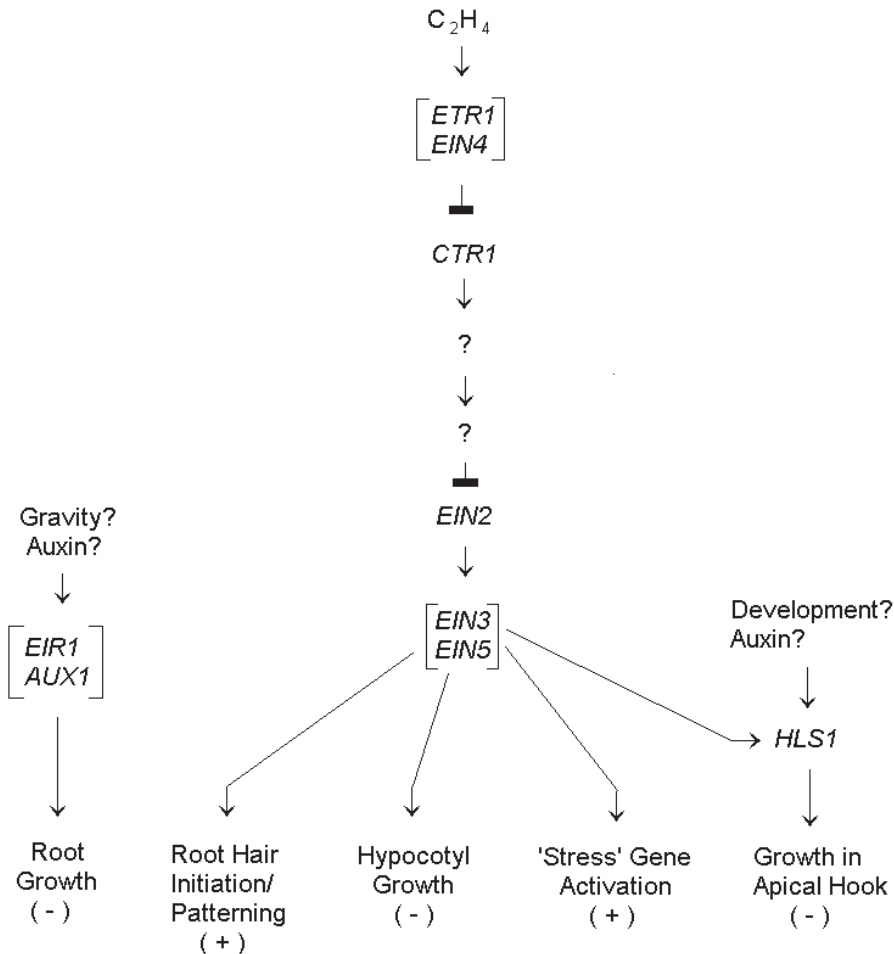 C2H4
ETR1
EIN4
CTR1
?
?
EIN2
Gravity?
Auxin?
EIR1
AUX1
EIN3
EIN5
Development?
Auxin?
HLS1
Root
Growth
( - )
Root Hair
Initiation/
Patterning
( + )
Hypocotyl
Growth
( - )
'Stress' Gene
Activation
( + )
Growth in
Apical Hook
( - )